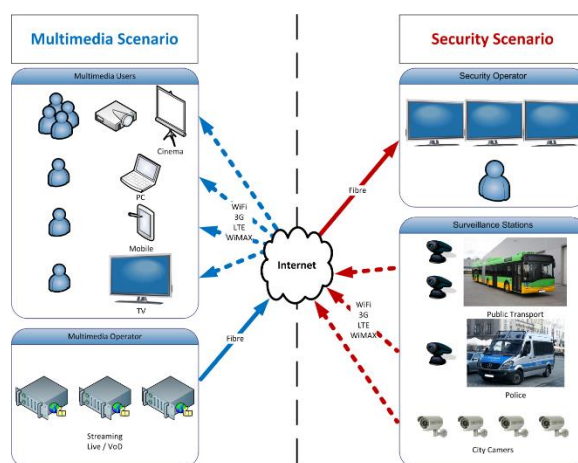 Multimedia Scenario
Multimedia Users
Cinema
PC
Mobile
TV
WiFi
3G
LTE
WiMAX
Multimedia Operator
Streaming
Live / VoD
Fibre
Internet
Security Scenario
Security Operator
Fibre
Surveillance Stations
WiFi
3G
LTE
WiMAX
Public Transport
Police
City Camers